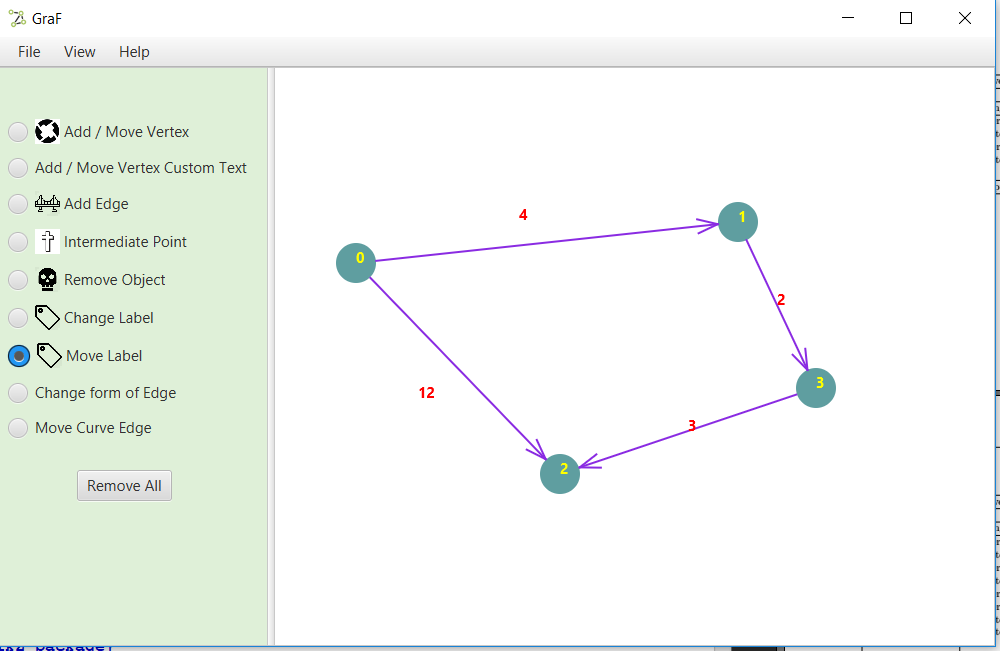 GraF
File View Help
Add / Move Vertex
Add / Move Vertex Custom Text
Add Edge
Intermediate Point
Remove Object
Change Label
Move Label
Change form of Edge
Move Curve Edge
Remove All
4
1
0
2
3
12
3
2